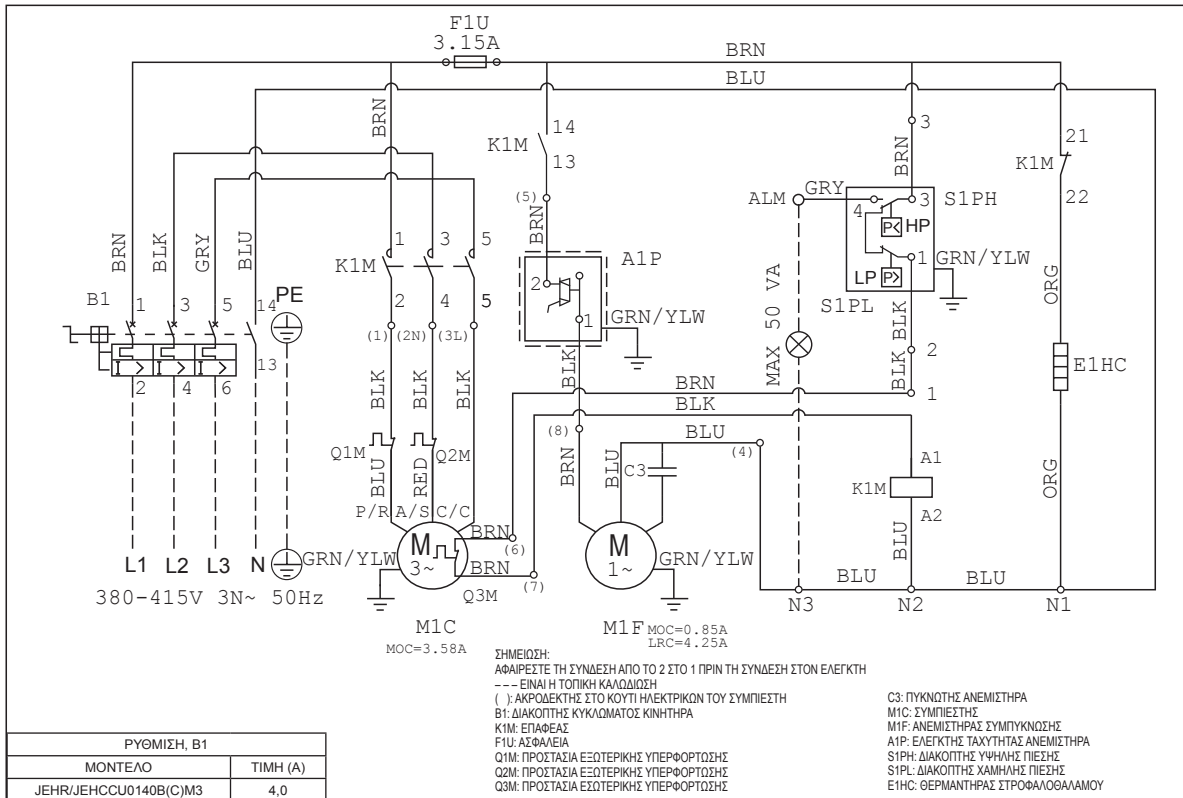 F1U
3.15A
BRN
BLU
BRN
K1M
14
13
(5)
BRN
3
BRN
21
K1M
22
ALM
GRY
4
3
S1PH
P<
HP
1
LP
P>
S1PL
GRN/YLW
BRN
BLK
GRY
BLU
B1
1
3
5
14
PE
I >
I >
I >
2
4
6
13
K1M
1
3
5
2
4
5
(1)
(2N)
(3L)
A1P
2
1
GRN/YLW
BLK
MAX 50 VA
BLK
BLK
2
1
ORG
E1HC
BLK
BLK
BLK
BRN
BLK
Q1M
Q2M
BLU
RED
(8)
BRN
BLU
C3
BLU
(4)
K1M
A1
A2
BLU
ORG
P/R
A/S
C/C
M
3~
BRN
(6)
BRN
(7)
Q3M
GRN/YLW
M
1~
GRN/YLW
L1
L2
L3
N
380-415V 3N~ 50Hz
BLU
BLU
N3
N2
N1
M1C
MOC=3.58A
M1F
MOC=0.85A
LRC=4.25A
ΣΗΜΕΙΩΣΗ:
ΑΦΑΙΡΕΣΤΕ ΤΗ ΣΥΝΔΕΣΗ ΑΠΟ ΤΟ 2 ΣΤΟ 1 ΠΡΙΝ ΤΗ ΣΥΝΔΕΣΗ ΣΤΟΝ ΕΛΕΓΚΤΗ
---- ΕΙΝΑΙ Η ΤΟΠΙΚΗ ΚΑΛΩΔΙΩΣΗ
( ): ΑΚΡΟΔΕΚΤΗΣ ΣΤΟ ΚΟΥΤΙ ΗΛΕΚΤΡΙΚΩΝ ΤΟΥ ΣΥΜΠΙΕΣΤΗ
B1: ΔΙΑΚΟΠΤΗΣ ΚΥΚΛΩΜΑΤΟΣ ΚΙΝΗΤΗΡΑ
K1M: ΕΠΑΦΕΑΣ
F1U: ΑΣΦΑΛΕΙΑ
Q1M: ΠΡΟΣΤΑΣΙΑ ΕΞΩΤΕΡΙΚΗΣ ΥΠΕΡΦΟΡΤΩΣΗΣ
Q2M: ΠΡΟΣΤΑΣΙΑ ΕΞΩΤΕΡΙΚΗΣ ΥΠΕΡΦΟΡΤΩΣΗΣ
Q3M: ΠΡΟΣΤΑΣΙΑ ΕΣΩΤΕΡΙΚΗΣ ΥΠΕΡΦΟΡΤΩΣΗΣ
C3: ΠΥΚΝΩΤΗΣ ΑΝΕΜΙΣΤΗΡΑ
M1C: ΣΥΜΠΙΕΣΤΗΣ
M1F: ΑΝΕΜΙΣΤΗΡΑΣ ΣΥΜΠΥΚΝΩΣΗΣ
A1P: ΕΛΕΓΚΤΗΣ ΤΑΧΥΤΗΤΑΣ ΑΝΕΜΙΣΤΗΡΑ
S1PH: ΔΙΑΚΟΠΤΗΣ ΥΨΗΛΗΣ ΠΙΕΣΗΣ
S1PL: ΔΙΑΚΟΠΤΗΣ ΧΑΜΗΛΗΣ ΠΙΕΣΗΣ
E1HC: ΘΕΡΜΑΝΤΗΡΑΣ ΣΤΡΟΦΑΛΟΘΑΛΑΜΟΥ
ΡΥΘΜΙΣΗ, B1
ΜΟΝΤΕΛΟ
ΤΙΜΗ (A)
JEHR/JEHCCU0140B(C)M3
4,0